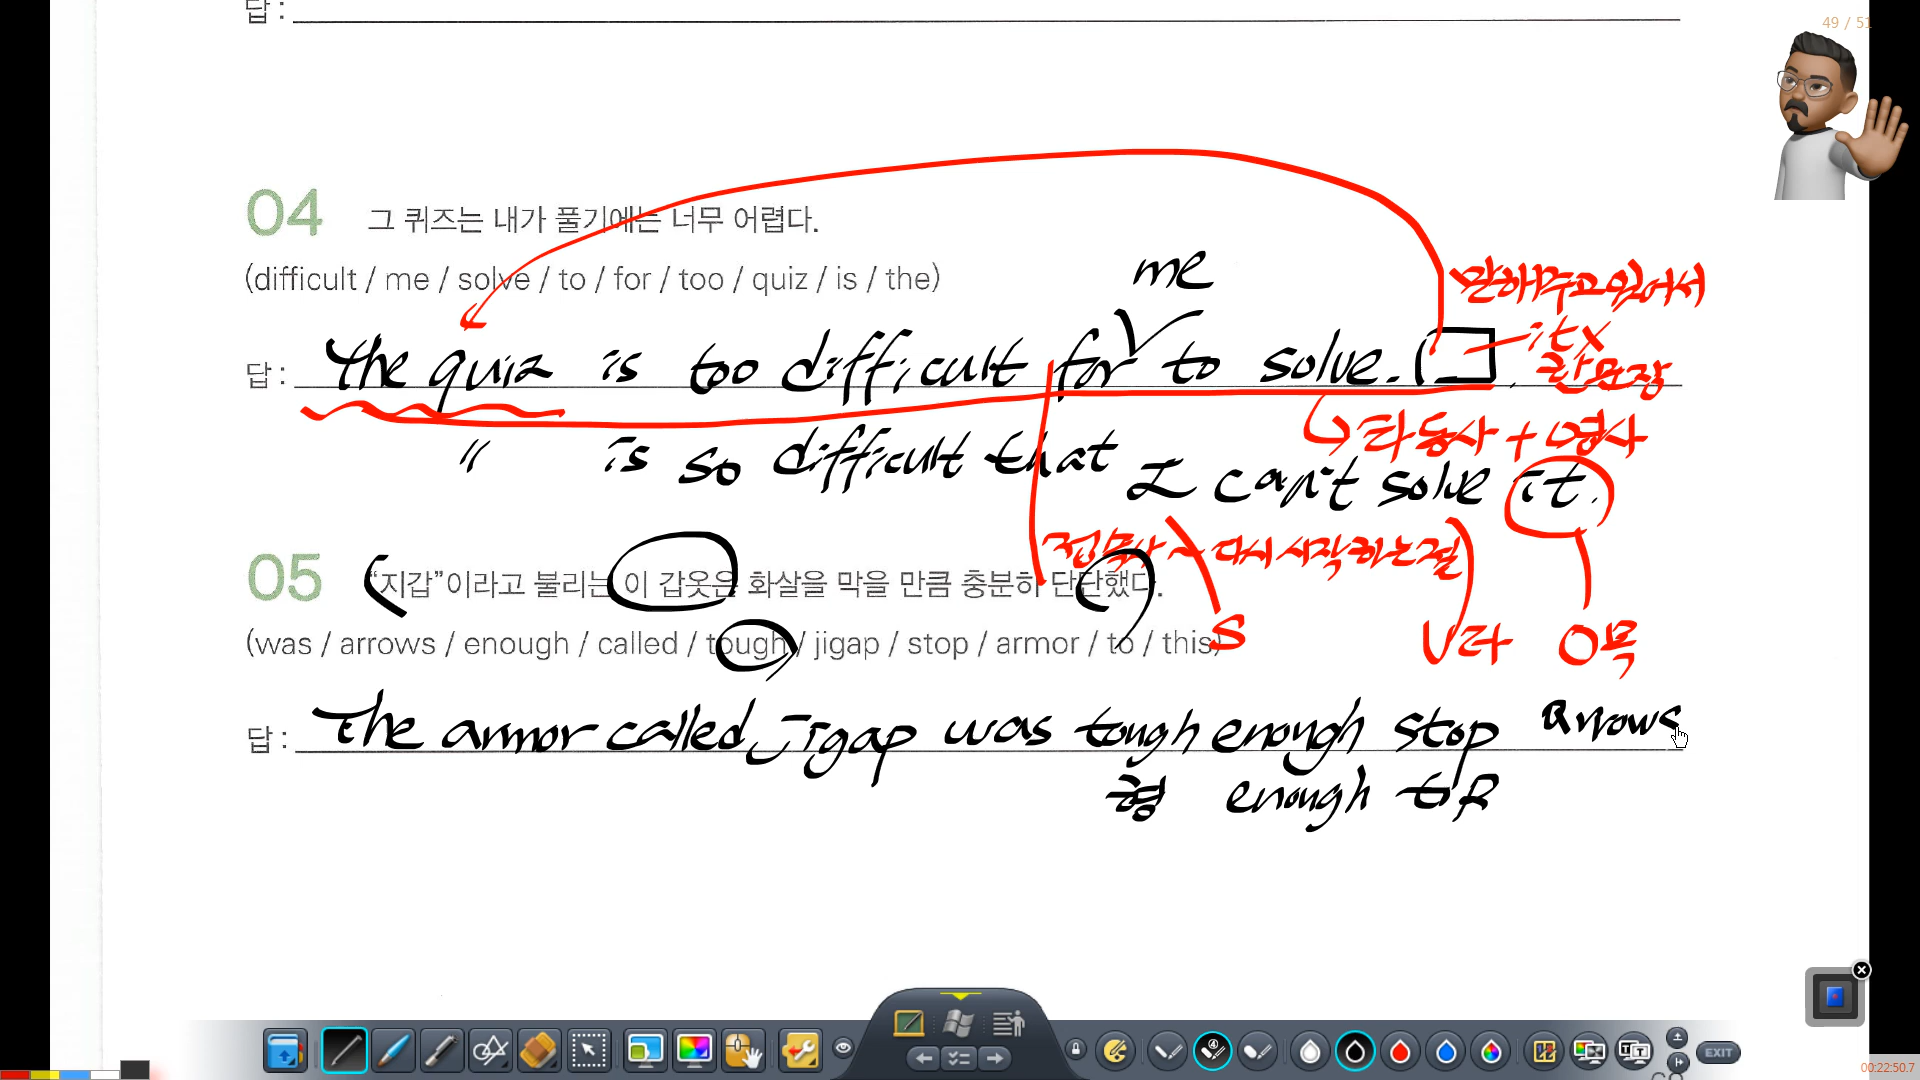 답 :
49 / 51
04 그 퀴즈는 내가 풀기에는 너무 어렵다.
(difficult / me / solve / to / for / too / quiz / is / the)
me
말해주고 있어서
it x
완문장
답 : The quiz is too difficult for to solve.
타동사 + 명사
" is so difficult that I can't solve it.
접속사 ~ 다시 시작하는 절
S V타 O목
05 "지갑"이라고 불리는 이 갑옷은 화살을 막을 만큼 충분히 단단했다.
(was / arrows / enough / called / tough / jigap / stop / armor / to / this)
답 : The armor called Jigap was tough enough stop arrows
형 enough to R
EXIT
00:22:50.7